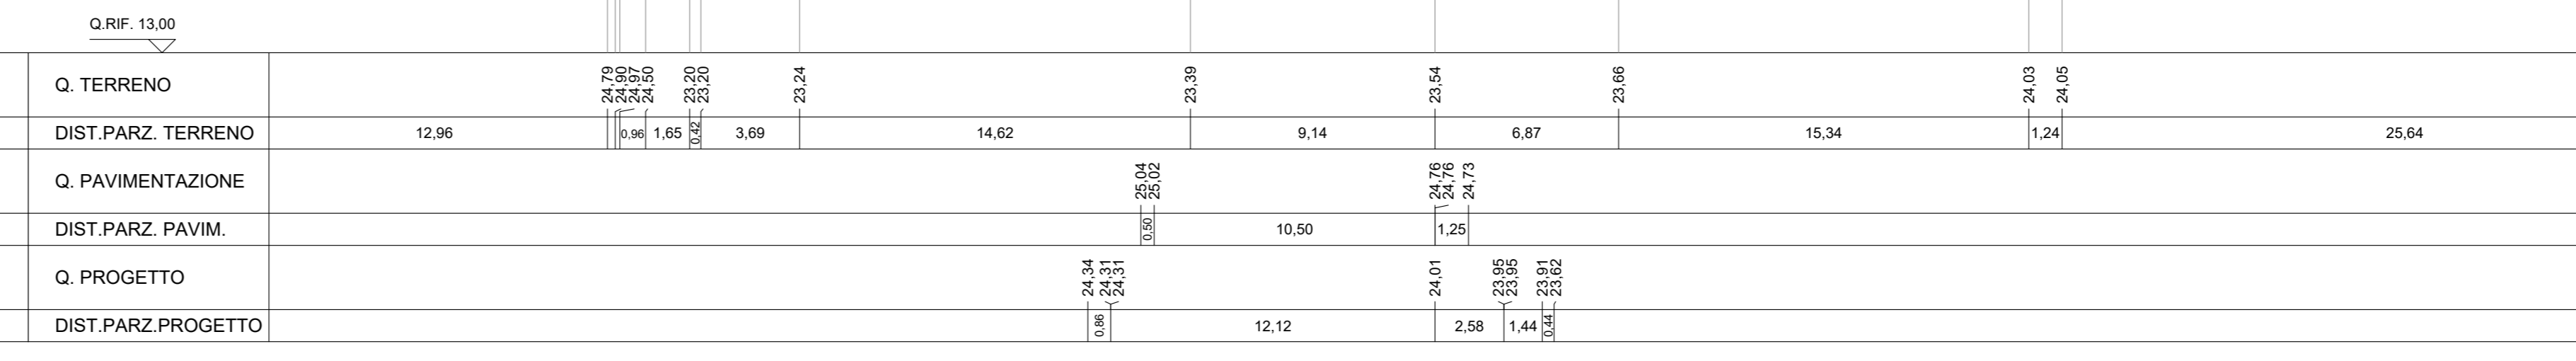 Q.RIF. 13,00
Q. TERRENO 24,79 24,90 24,97 24,50 23,20 23,20 23,24 23,39 23,54 23,66 24,03 24,05
DIST.PARZ. TERRENO 12,96 0,96 1,65 0,42 3,69 14,62 9,14 6,87 15,34 1,24 25,64
Q. PAVIMENTAZIONE 25,04 25,02 24,76 24,76 24,73
DIST.PARZ. PAVIM. 0,50 10,50 1,25
Q. PROGETTO 24,34 24,31 24,31 24,01 23,95 23,95 23,91 23,62
DIST.PARZ.PROGETTO 0,86 12,12 2,58 1,44 0,44